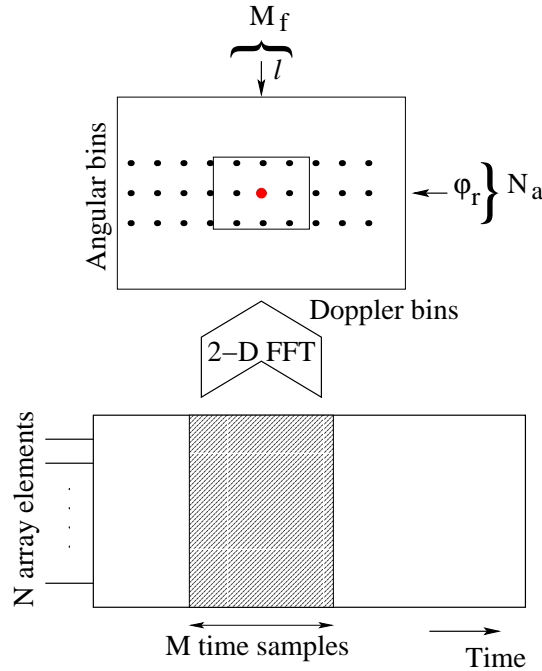 M_f
l
Angular bins
φ_r } N_a
Doppler bins
2-D FFT
N array elements
M time samples
Time